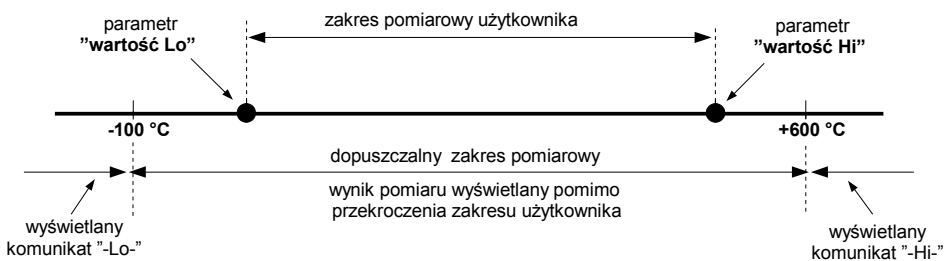 parametr
”wartość Lo”
zakres pomiarowy użytkownika
parametr
”wartość Hi”
-100 °C
+600 °C
dopuszczalny zakres pomiarowy
wynik pomiaru wyświetlany pomimo
przekroczenia zakresu użytkownika
wyświetlany
komunikat ”-Lo-”
wyświetlany
komunikat ”-Hi-”